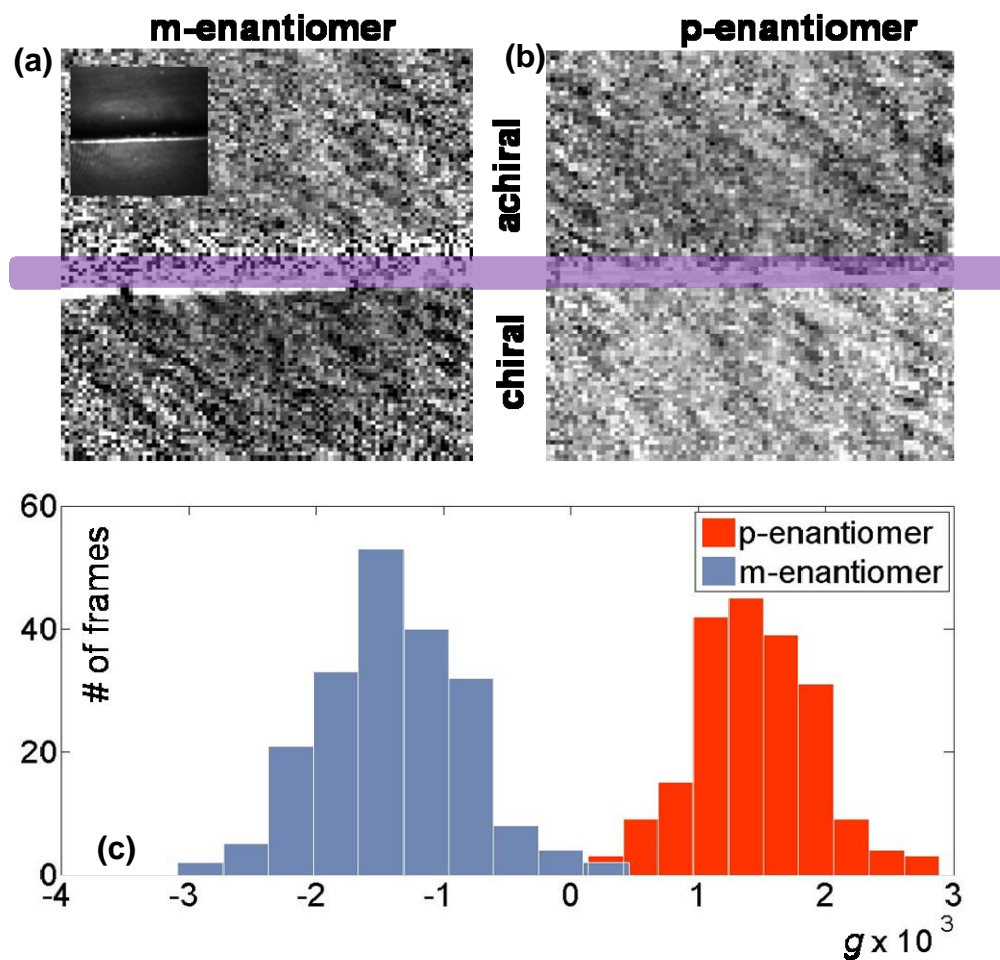 m-enantiomer
p-enantiomer
(a)
(b)
achiral
chiral
60
40
20
0
# of frames
p-enantiomer
m-enantiomer
(c)
-4 -3 -2 -1 0 1 2 3
g x 10 3